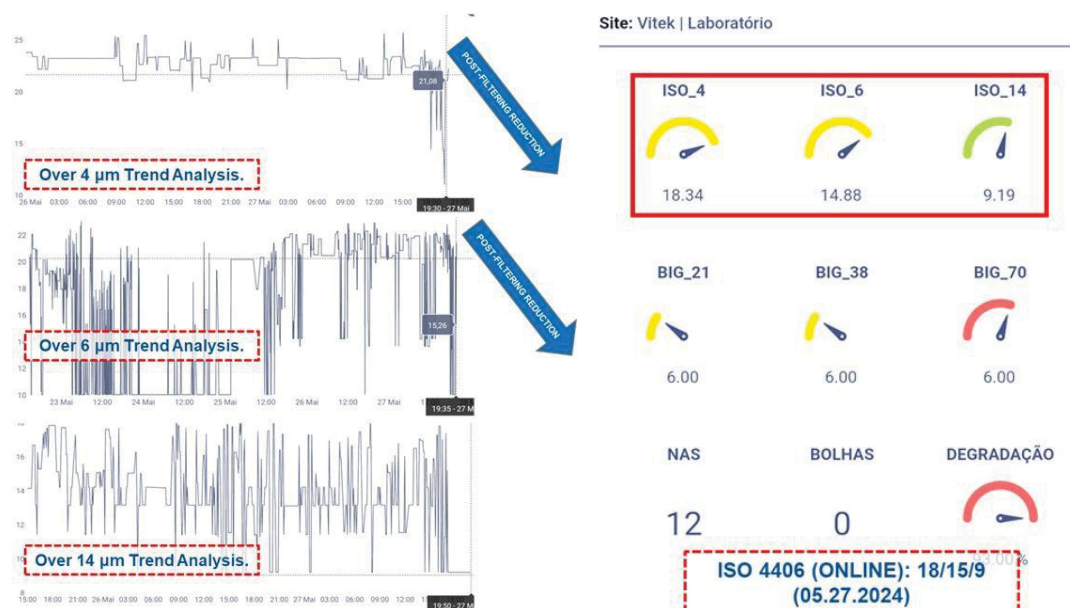 25
20
10
21,08
POST-FILTERING REDUCTION
Over 4 µm Trend Analysis.
26 Mai 03:00 06:00 09:00 12:00 15:00 18:00 21:00 27 Mai 03:00 06:00 09:00 12:00 15:00
19:30 - 27 Mai
22
20
18
16
14
12
10
15,26
POST-FILTERING REDUCTION
Over 6 µm Trend Analysis.
23 Mai 12:00 24 Mai 12:00 25 Mai 12:00 26 Mai 12:00 27 Mai
19:35 - 27 M
16
14
12
10
8
Over 14 µm Trend Analysis.
15:00 18:00 21:00 26 Mai 03:00 06:00 09:00 12:00 15:00 18:00 21:00 27 Mai 03:00 06:00 09:00 12:00 15:00
19:50 - 27 M
Site: Vitek | Laboratório
ISO_4 ISO_6 ISO_14
18.34 14.88 9.19
BIG_21 BIG_38 BIG_70
6.00 6.00 6.00
NAS BOLHAS DEGRADAÇÃO
12 0
93.00%
ISO 4406 (ONLINE): 18/15/9
(05.27.2024)